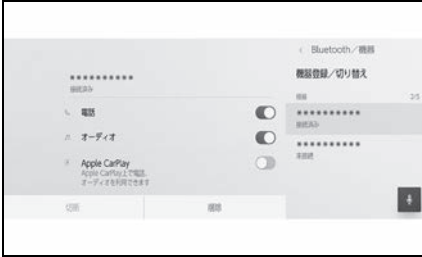 ＜ Bluetooth／機器
機器登録／切り替え
機器 2/5
**********
接続済み
**********
未接続
**********
接続済み
電話
オーディオ
Apple CarPlay
Apple CarPlay上で電話、
オーディオを利用できます
切断 削除